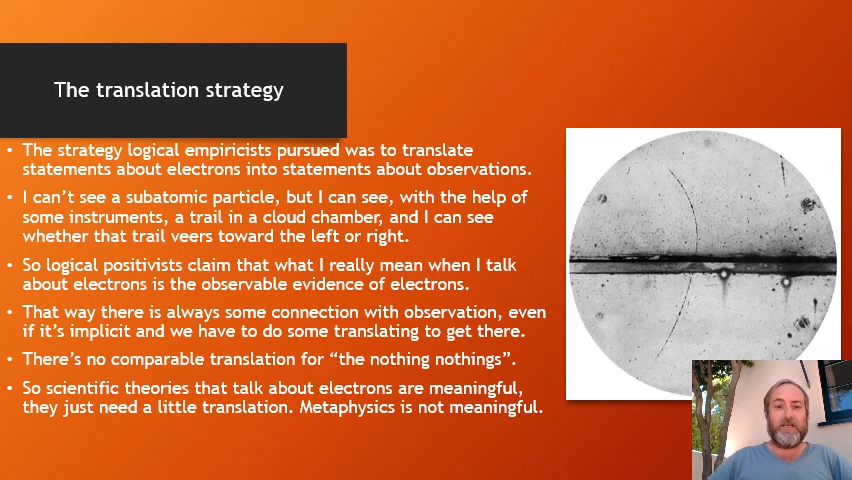 The translation strategy
• The strategy logical empiricists pursued was to translate
statements about electrons into statements about observations.
• I can't see a subatomic particle, but I can see, with the help of
some instruments, a trail in a cloud chamber, and I can see
whether that trail veers toward the left or right.
• So logical positivists claim that what I really mean when I talk
about electrons is the observable evidence of electrons.
• That way there is always some connection with observation, even
if it's implicit and we have to do some translating to get there.
• There's no comparable translation for “the nothing nothings”.
• So scientific theories that talk about electrons are meaningful,
they just need a little translation. Metaphysics is not meaningful.